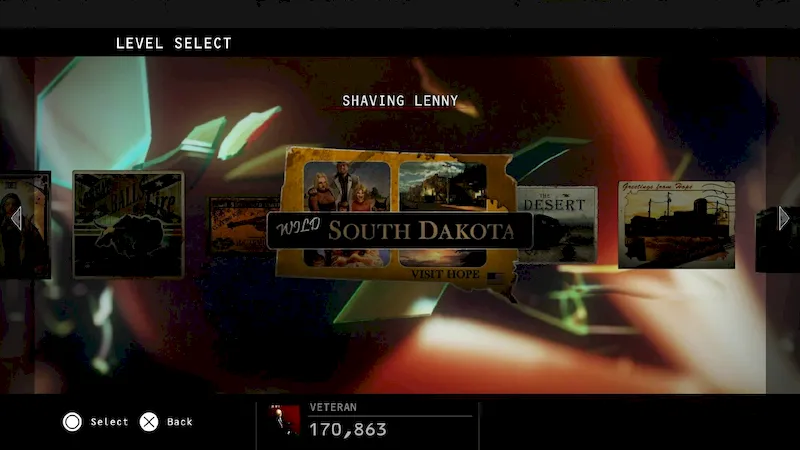 LEVEL SELECT
SHAVING LENNY
THE
DESERT
Greetings from Hope
WILD SOUTH DAKOTA
VISIT HOPE
Select
Back
VETERAN
170,863